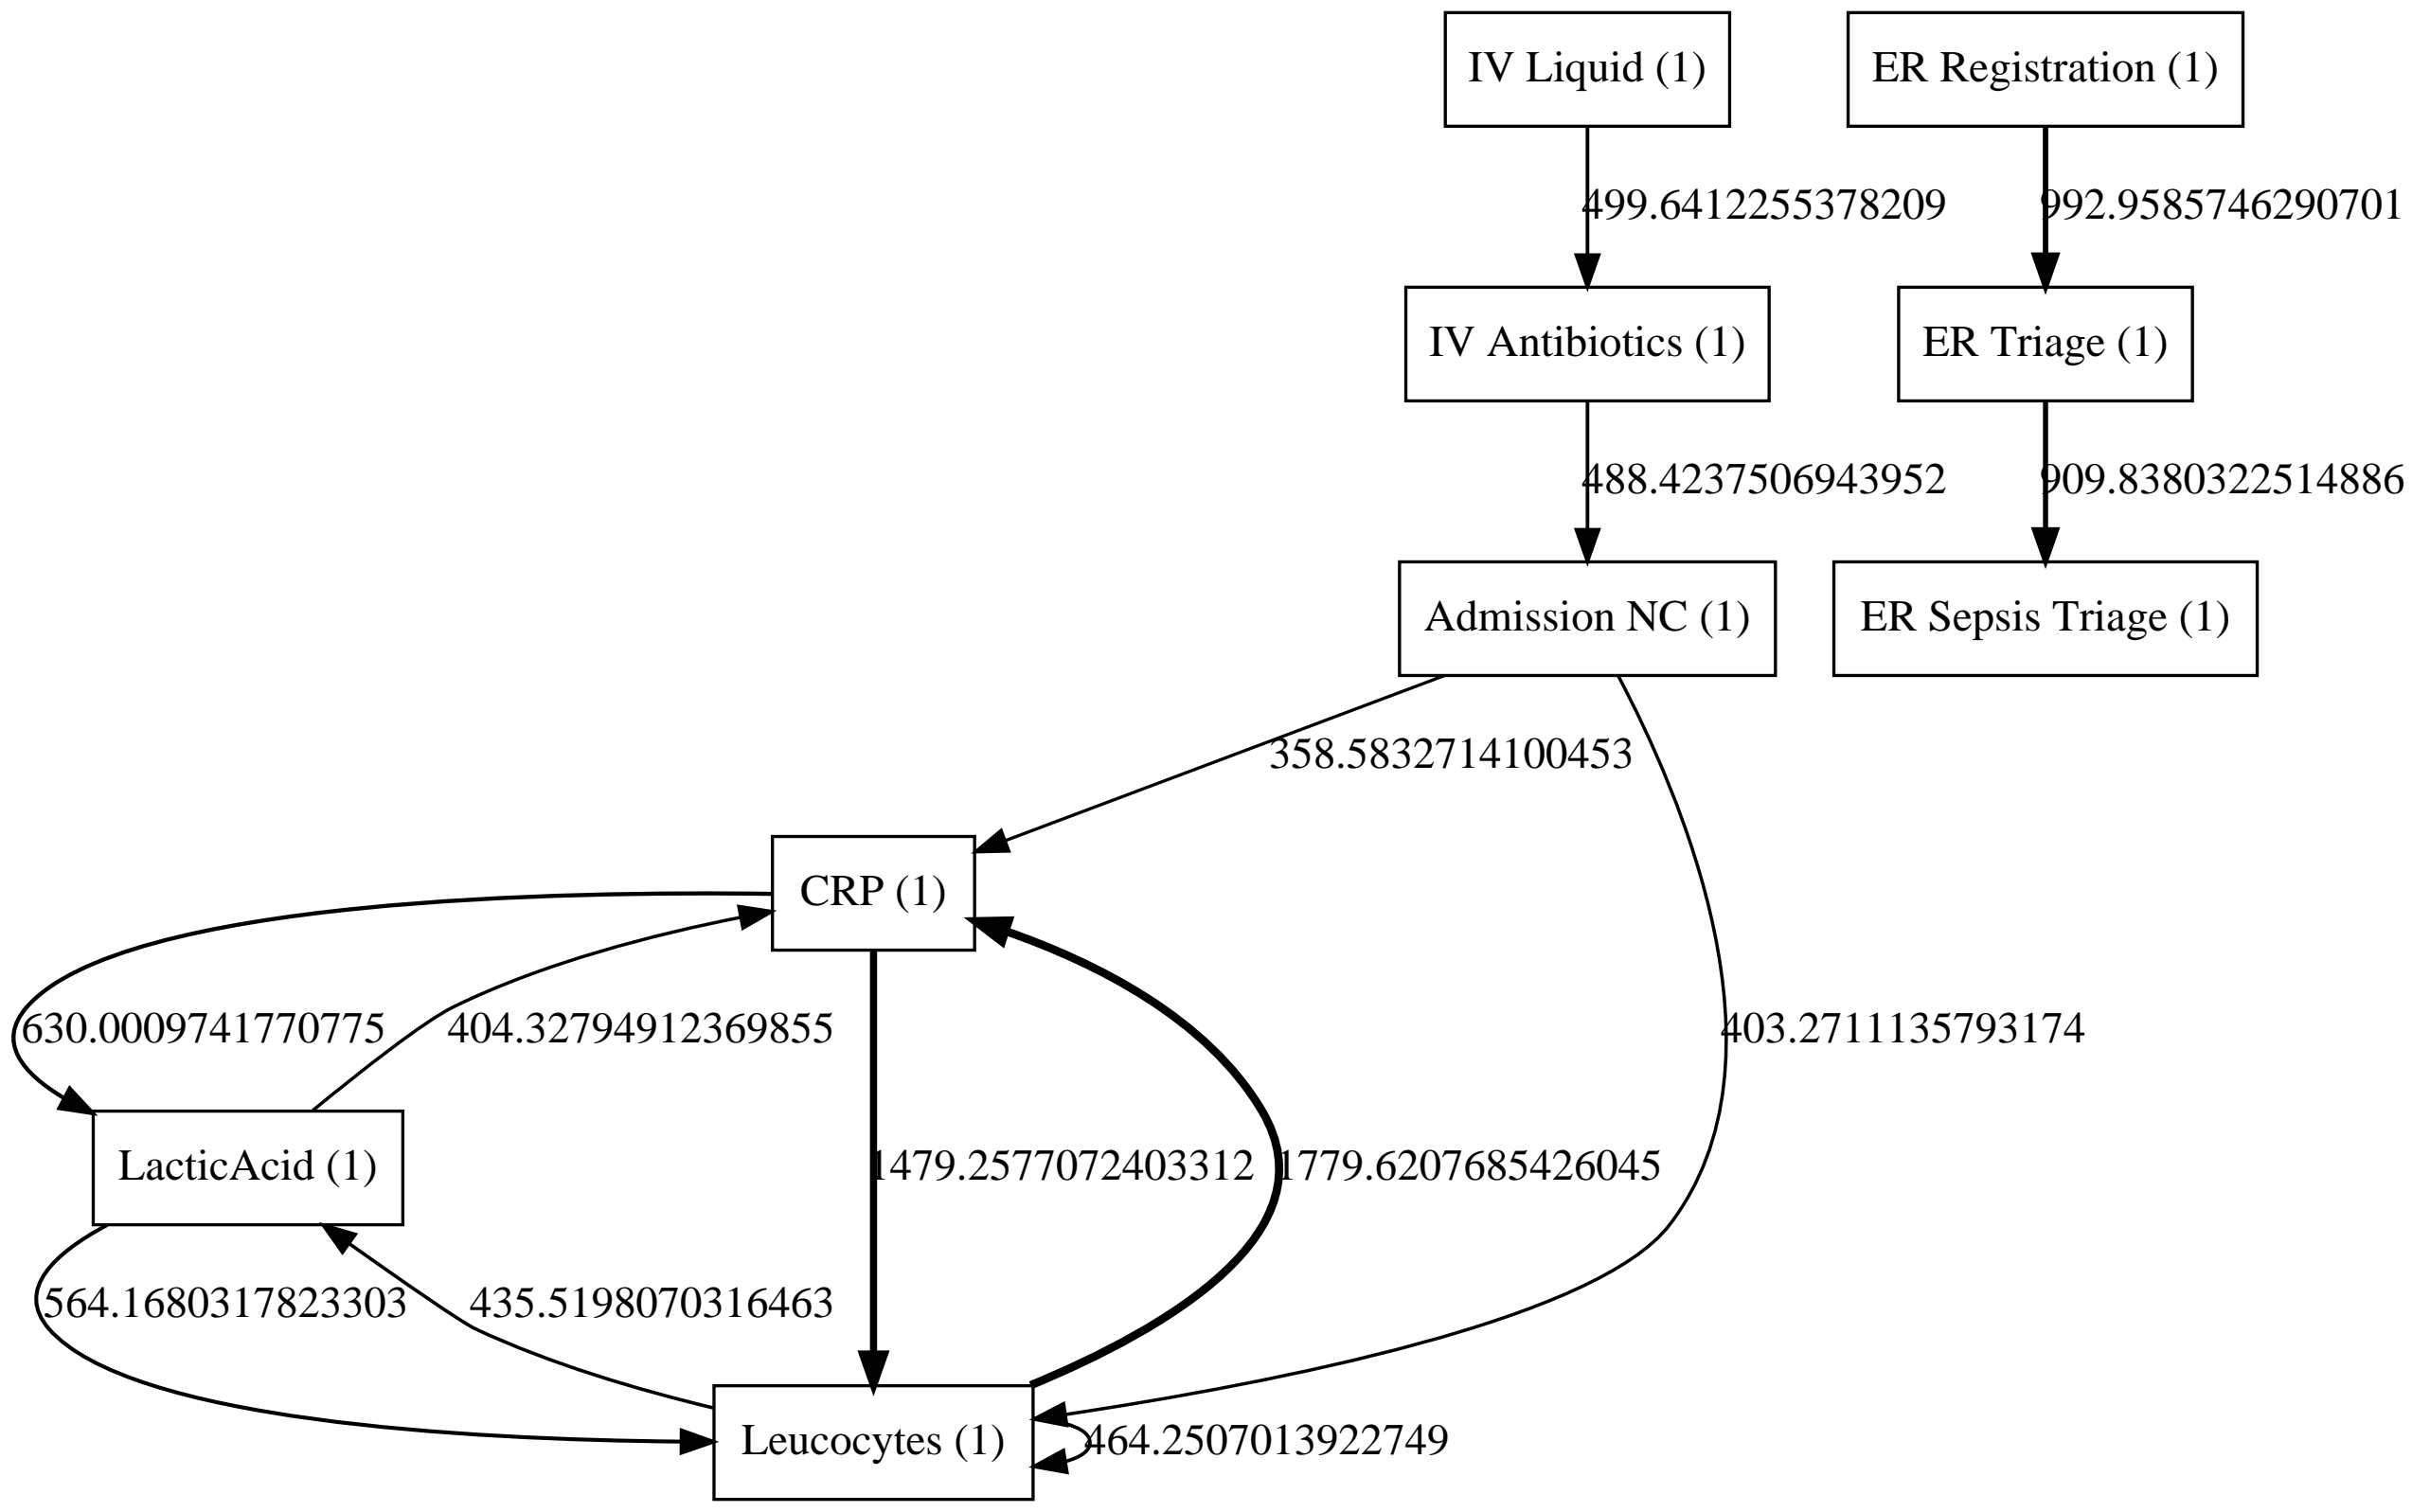 IV Liquid (1)
ER Registration (1)
499.6412255378209
992.9585746290701
IV Antibiotics (1)
ER Triage (1)
488.4237506943952
909.8380322514886
Admission NC (1)
ER Sepsis Triage (1)
358.5832714100453
CRP (1)
630.0009741770775
404.32794912369855
403.2711135793174
LacticAcid (1)
1479.2577072403312
1779.6207685426045
564.1680317823303
435.5198070316463
Leucocytes (1)
464.2507013922749